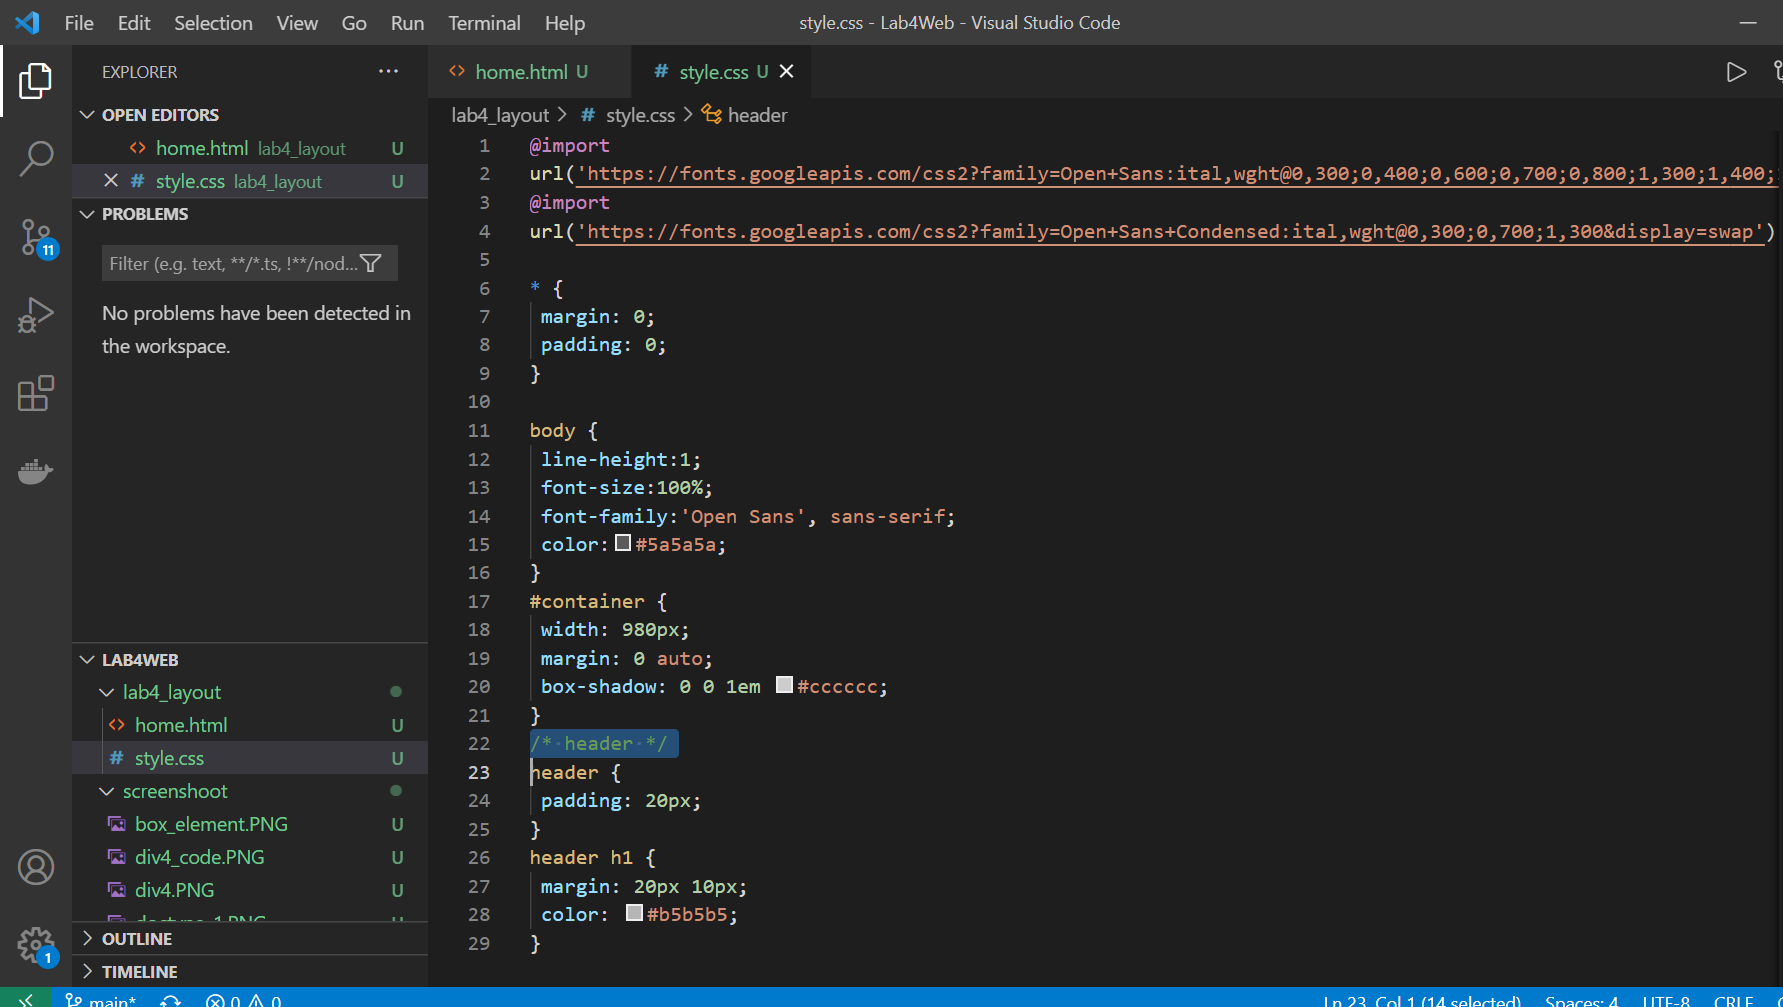 File Edit Selection View Go Run Terminal Help
style.css - Lab4Web - Visual Studio Code
EXPLORER
OPEN EDITORS
home.html lab4_layout U
style.css lab4_layout U
PROBLEMS
Filter (e.g. text, **/*.ts, !**/nod...
No problems have been detected in
the workspace.
11
LAB4WEB
lab4_layout
home.html U
# style.css U
screenshoot
box_element.PNG U
div4_code.PNG U
div4.PNG U
OUTLINE
TIMELINE
1
home.html U
# style.css U
lab4_layout > # style.css > header
1 @import
2 url('https://fonts.googleapis.com/css2?family=Open+Sans:ital,wght@0,300;0,400;0,600;0,700;0,800;1,300;1,400;
3 @import
4 url('https://fonts.googleapis.com/css2?family=Open+Sans+Condensed:ital,wght@0,300;0,700;1,300&display=swap')
5
6 * {
7 margin: 0;
8 padding: 0;
9 }
10
11 body {
12 line-height:1;
13 font-size:100%;
14 font-family:'Open Sans', sans-serif;
15 color: #5a5a5a;
16 }
17 #container {
18 width: 980px;
19 margin: 0 auto;
20 box-shadow: 0 0 1em #cccccc;
21 }
22 /* header */
23 header {
24 padding: 20px;
25 }
26 header h1 {
27 margin: 20px 10px;
28 color: #b5b5b5;
29 }
main* 0 0
Ln 23, Col 1 (14 selected) Spaces: 4 UTF-8 CRLF